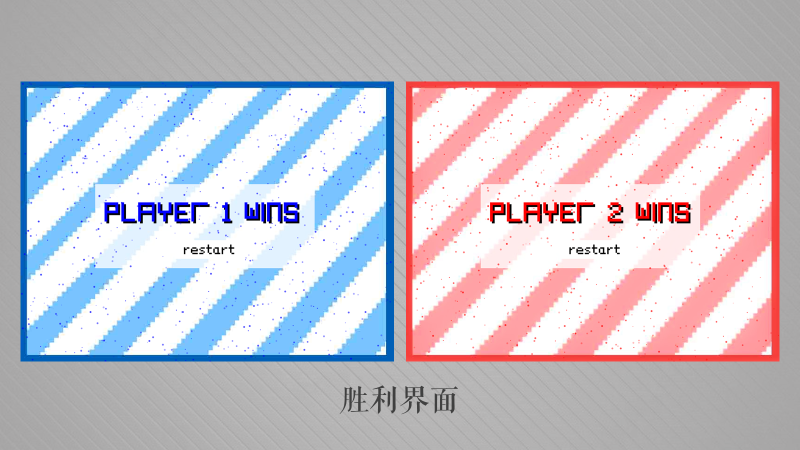 PLAYER 1 WINS
restart
PLAYER 2 WINS
restart
胜利界面